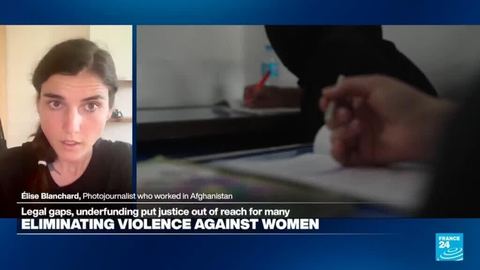 Élise Blanchard, Photojournalist who worked in Afghanistan
Legal gaps, underfunding put justice out of reach for many
ELIMINATING VIOLENCE AGAINST WOMEN
FRANCE
24